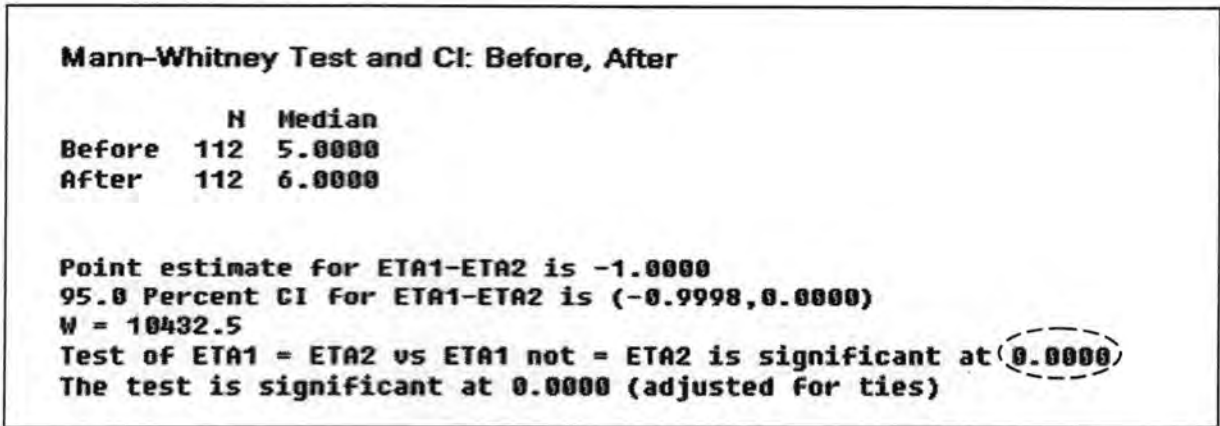 Mann-Whitney Test and CI: Before, After
N Median
Before 112 5.0000
After 112 6.0000
Point estimate for ETA1-ETA2 is -1.0000
95.0 Percent CI for ETA1-ETA2 is (-0.9998,0.0000)
W = 10432.5
Test of ETA1 = ETA2 vs ETA1 not = ETA2 is significant at 0.0000
The test is significant at 0.0000 (adjusted for ties)